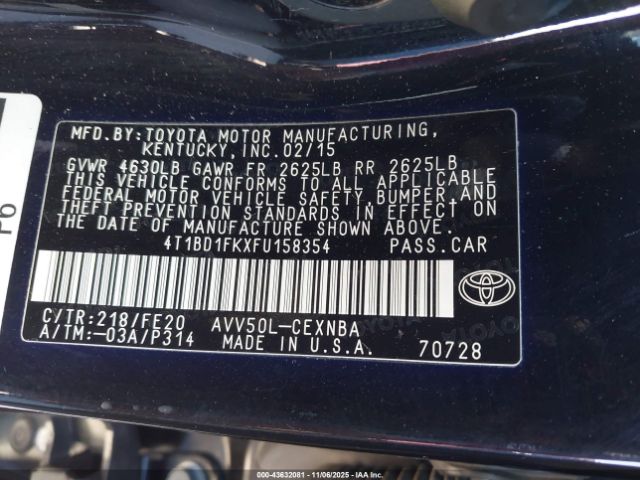 MFD.BY:TOYOTA MOTOR MANUFACTURING,
KENTUCKY,INC.02/15
GVWR 4630LB GAWR FR 2625LB RR 2625LB
THIS VEHICLE CONFORMS TO ALL APPLICABLE
FEDERAL MOTOR VEHICLE SAFETY,BUMPER,AND
THEFT PREVENTION STANDARDS IN EFFECT ON
THE DATE OF MANUFACTURE SHOWN ABOVE.
4T1BD1FKXFU158354 PASS.CAR
C/TR:218/FE20 AVV50L-CEXNBA
A/TM:-03A/P314 MADE IN U.S.A. 70728
000-43632081 - 11/06/2025 - IAA Inc.